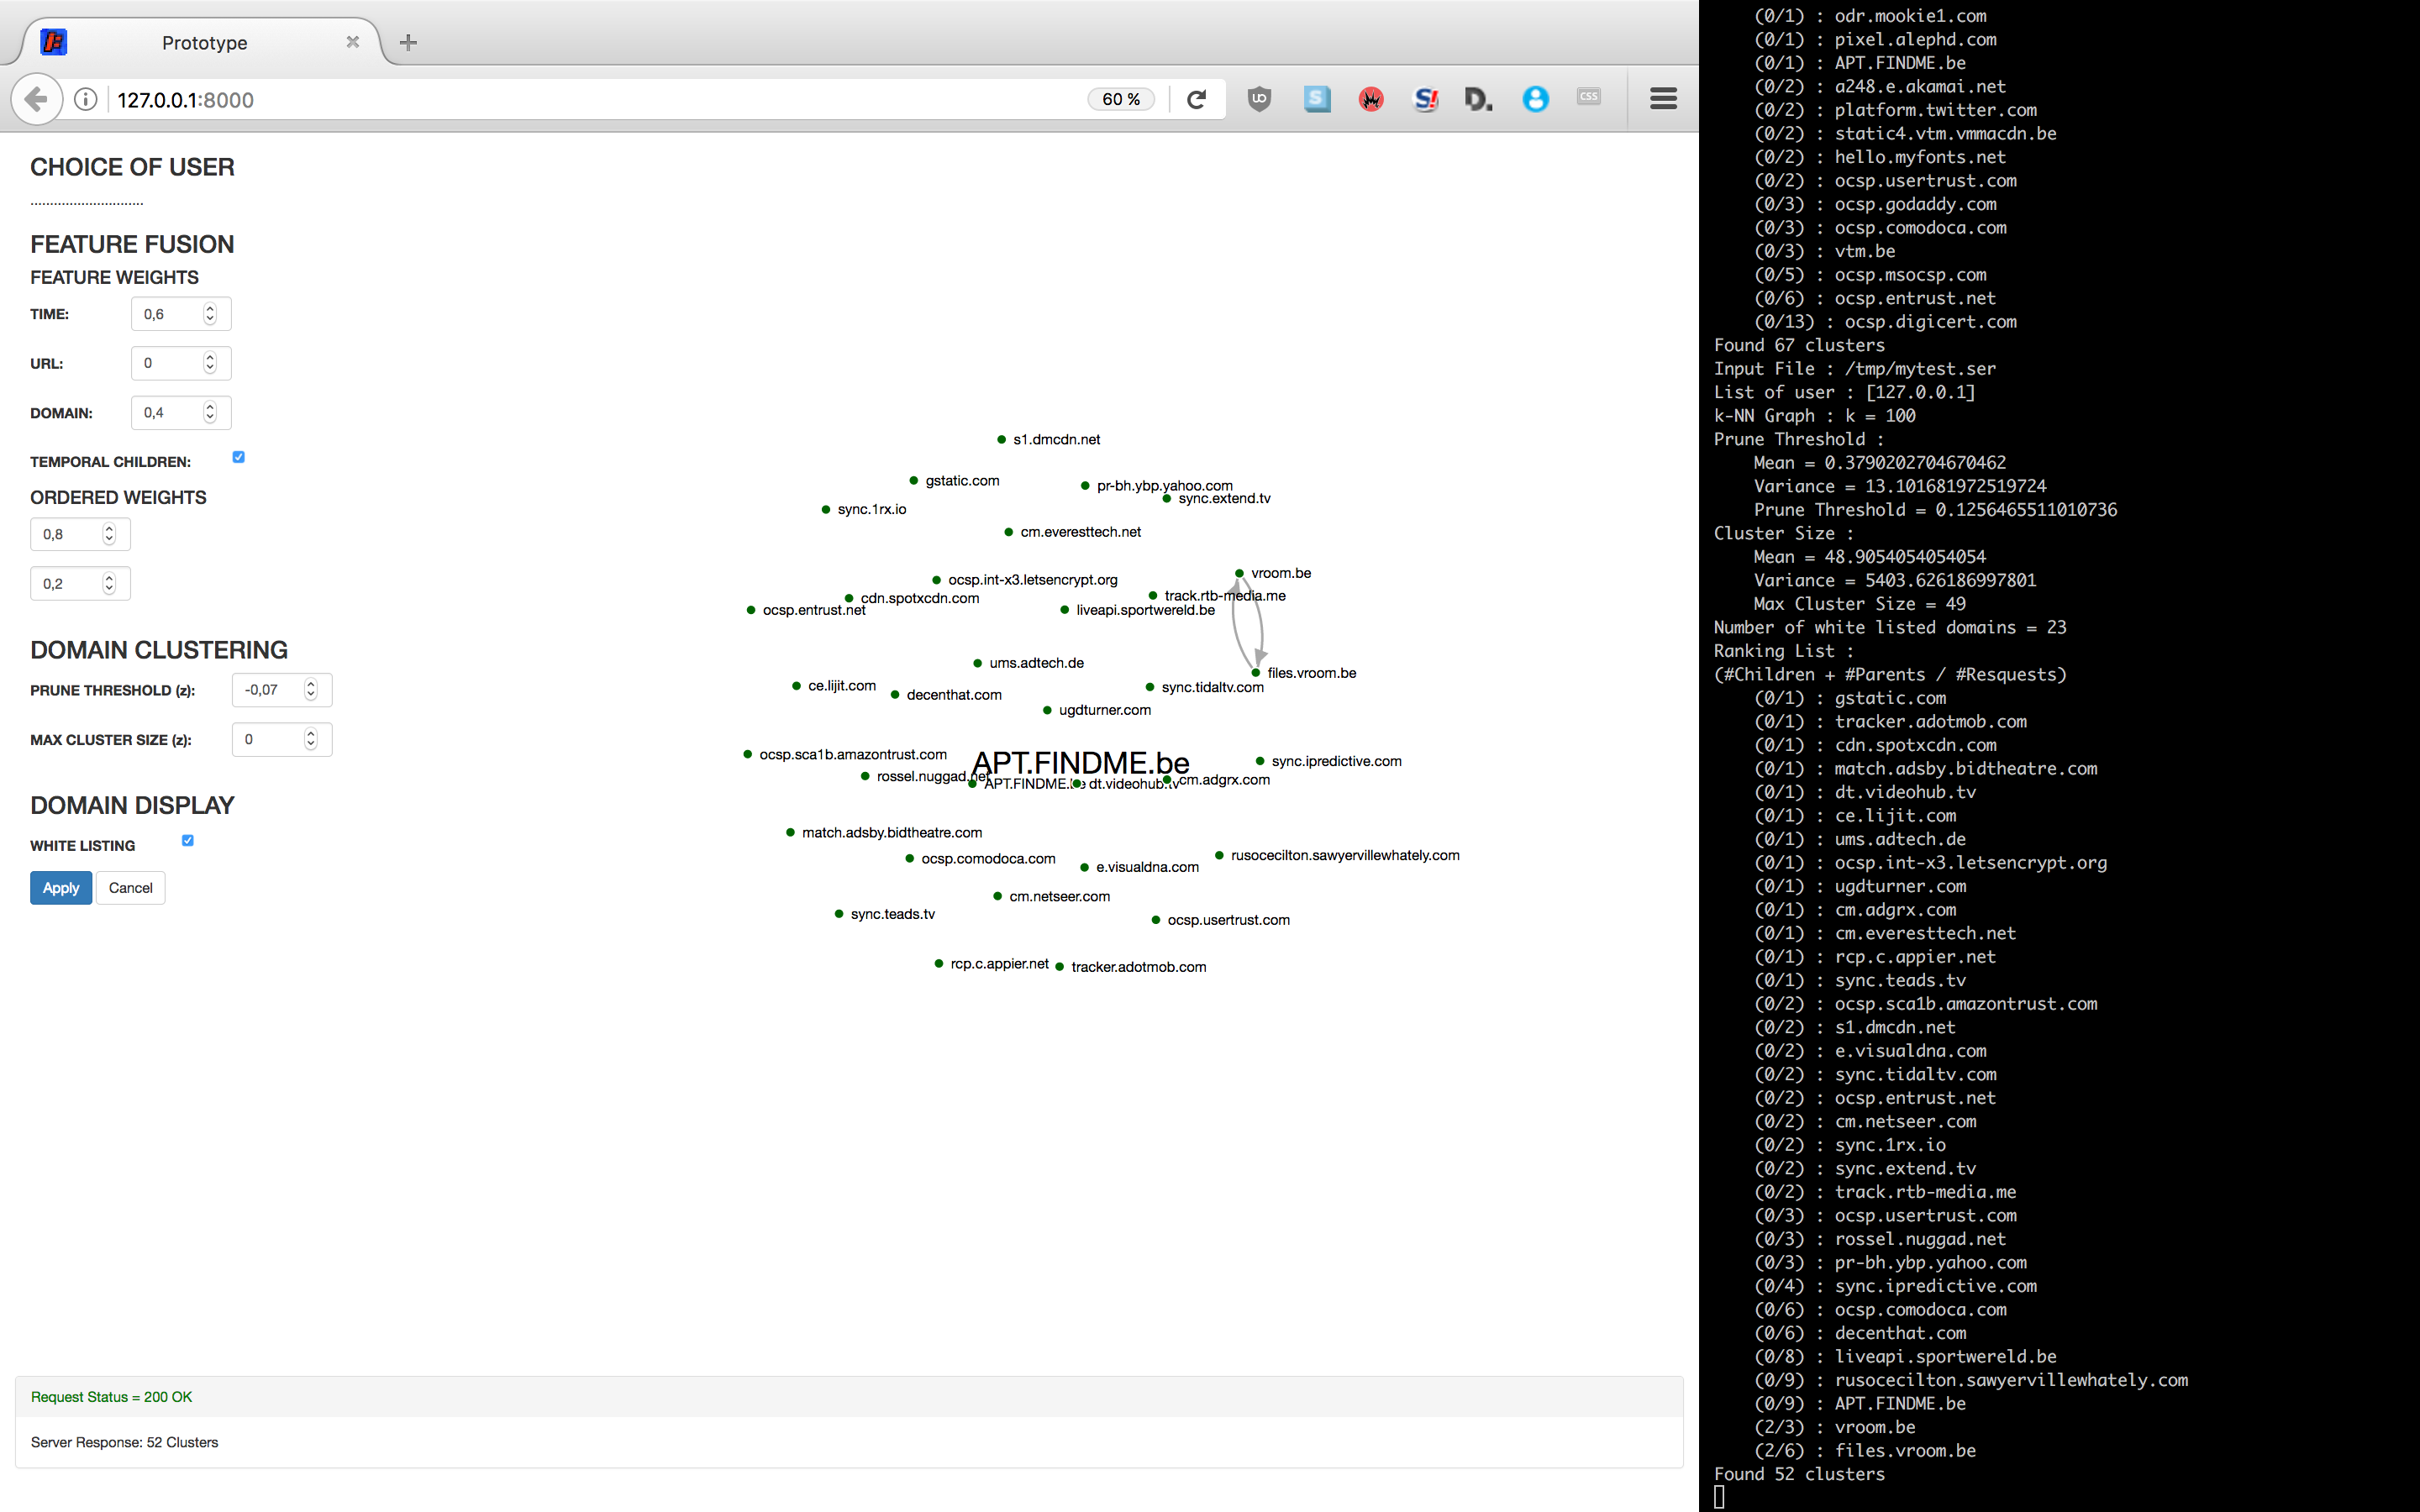 Prototype
127.0.0.1:8000
60 %
CSS
CHOICE OF USER
.............................
FEATURE FUSION
FEATURE WEIGHTS
TIME: 0,6
URL: 0
DOMAIN: 0,4
TEMPORAL CHILDREN:
ORDERED WEIGHTS
0,8
0,2
DOMAIN CLUSTERING
PRUNE THRESHOLD (z): -0,07
MAX CLUSTER SIZE (z): 0
DOMAIN DISPLAY
WHITE LISTING
Apply Cancel
s1.dmcdn.net
gstatic.com
pr-bh.ybp.yahoo.com
sync.extend.tv
sync.1rx.io
cm.everesttech.net
vroom.be
ocsp.int-x3.letsencrypt.org
track.rtb-media.me
cdn.spotxcdn.com
ocsp.entrust.net
liveapi.sportwereld.be
ums.adtech.de
files.vroom.be
ce.lijit.com
sync.tidaltv.com
decenthat.com
ugdturner.com
ocsp.sca1b.amazontrust.com
APT.FINDME.be
sync.ipredictive.com
rossel.nuggad.net
cm.adgrx.com
APT.FINDME.be
dt.videohub.tv
match.adsby.bidtheatre.com
ocsp.comodoca.com
rusocecilton.sawyervillewhately.com
e.visualdna.com
cm.netseer.com
sync.teads.tv
ocsp.usertrust.com
rcp.c.appier.net
tracker.adotmob.com
Request Status = 200 OK
Server Response: 52 Clusters
(0/1) : odr.mookie1.com
(0/1) : pixel.alephd.com
(0/1) : APT.FINDME.be
(0/2) : a248.e.akamai.net
(0/2) : platform.twitter.com
(0/2) : static4.vtm.vmmacdn.be
(0/2) : hello.myfonts.net
(0/2) : ocsp.usertrust.com
(0/3) : ocsp.godaddy.com
(0/3) : ocsp.comodoca.com
(0/3) : vtm.be
(0/5) : ocsp.msocsp.com
(0/6) : ocsp.entrust.net
(0/13) : ocsp.digicert.com
Found 67 clusters
Input File : /tmp/mytest.ser
List of user : [127.0.0.1]
k-NN Graph : k = 100
Prune Threshold :
Mean = 0.3790202704670462
Variance = 13.101681972519724
Prune Threshold = 0.1256465511010736
Cluster Size :
Mean = 48.9054054054054
Variance = 5403.626186997801
Max Cluster Size = 49
Number of white listed domains = 23
Ranking List :
(#Children + #Parents / #Resquests)
(0/1) : gstatic.com
(0/1) : tracker.adotmob.com
(0/1) : cdn.spotxcdn.com
(0/1) : match.adsby.bidtheatre.com
(0/1) : dt.videohub.tv
(0/1) : ce.lijit.com
(0/1) : ums.adtech.de
(0/1) : ocsp.int-x3.letsencrypt.org
(0/1) : ugdturner.com
(0/1) : cm.adgrx.com
(0/1) : cm.everesttech.net
(0/1) : rcp.c.appier.net
(0/1) : sync.teads.tv
(0/2) : ocsp.sca1b.amazontrust.com
(0/2) : s1.dmcdn.net
(0/2) : e.visualdna.com
(0/2) : sync.tidaltv.com
(0/2) : ocsp.entrust.net
(0/2) : cm.netseer.com
(0/2) : sync.1rx.io
(0/2) : sync.extend.tv
(0/2) : track.rtb-media.me
(0/3) : ocsp.usertrust.com
(0/3) : rossel.nuggad.net
(0/3) : pr-bh.ybp.yahoo.com
(0/4) : sync.ipredictive.com
(0/6) : ocsp.comodoca.com
(0/6) : decenthat.com
(0/8) : liveapi.sportwereld.be
(0/9) : rusocecilton.sawyervillewhately.com
(0/9) : APT.FINDME.be
(2/3) : vroom.be
(2/6) : files.vroom.be
Found 52 clusters